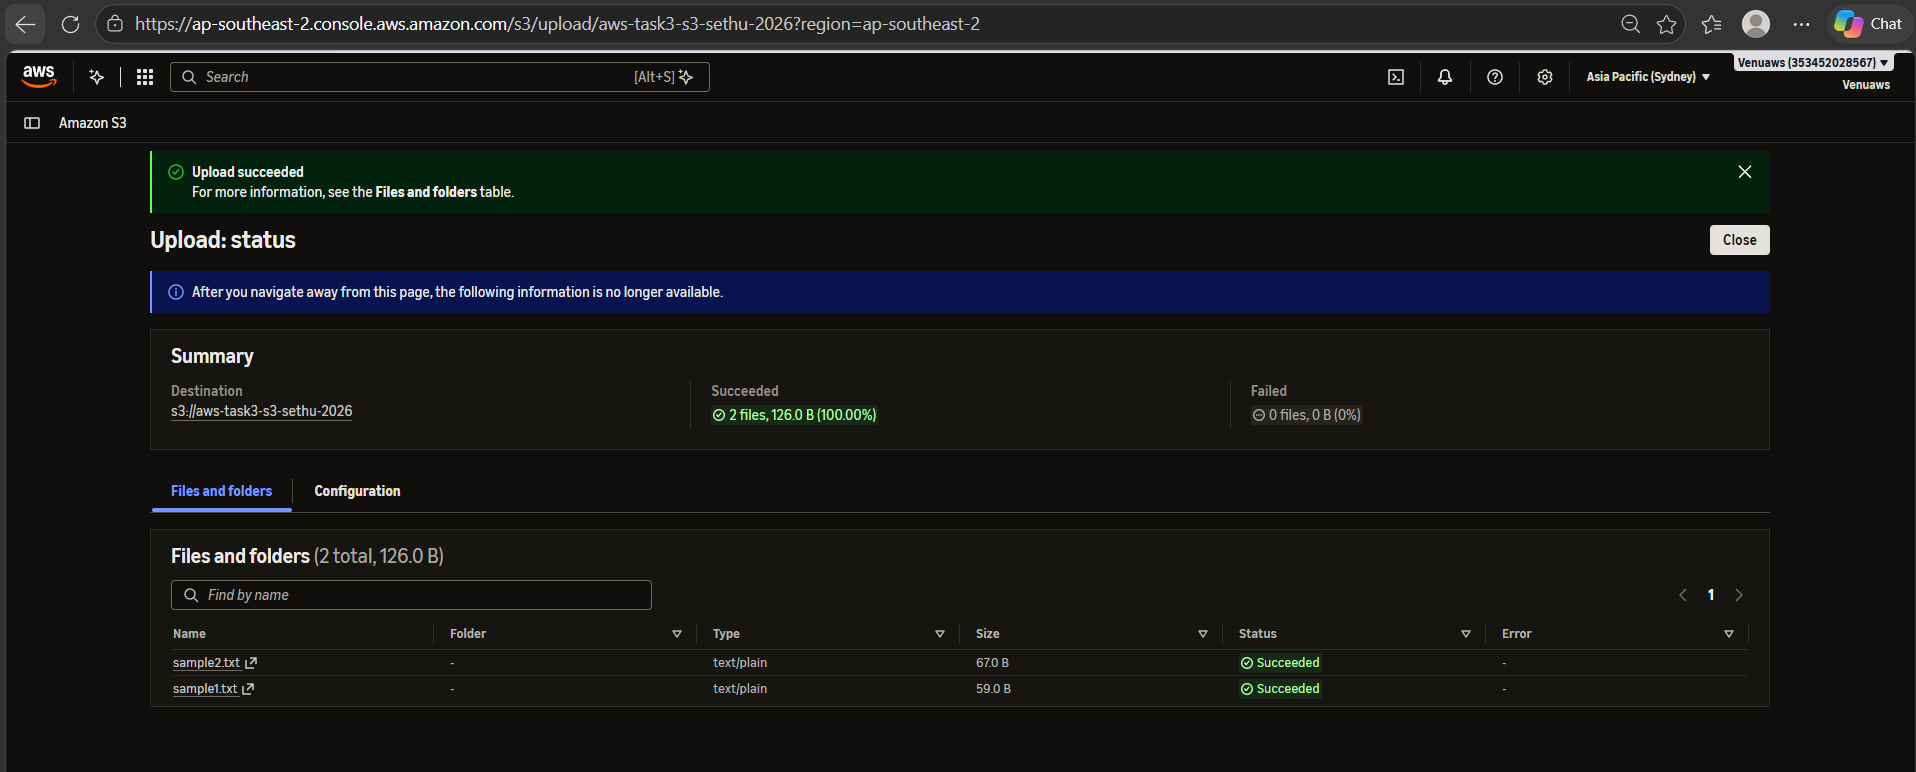 https://ap-southeast-2.console.aws.amazon.com/s3/upload/aws-task3-s3-sethu-2026?region=ap-southeast-2
Chat
aws
Search
[Alt+S]
Asia Pacific (Sydney)
Venuaws (353452028567)
Venuaws
Amazon S3
Upload succeeded
For more information, see the Files and folders table.
Upload: status
Close
After you navigate away from this page, the following information is no longer available.
Summary
Destination
s3://aws-task3-s3-sethu-2026
Succeeded
2 files, 126.0 B (100.00%)
Failed
0 files, 0 B (0%)
Files and folders
Configuration
Files and folders (2 total, 126.0 B)
Find by name
1
Name Folder Type Size Status Error
sample2.txt - text/plain 67.0 B Succeeded -
sample1.txt - text/plain 59.0 B Succeeded -